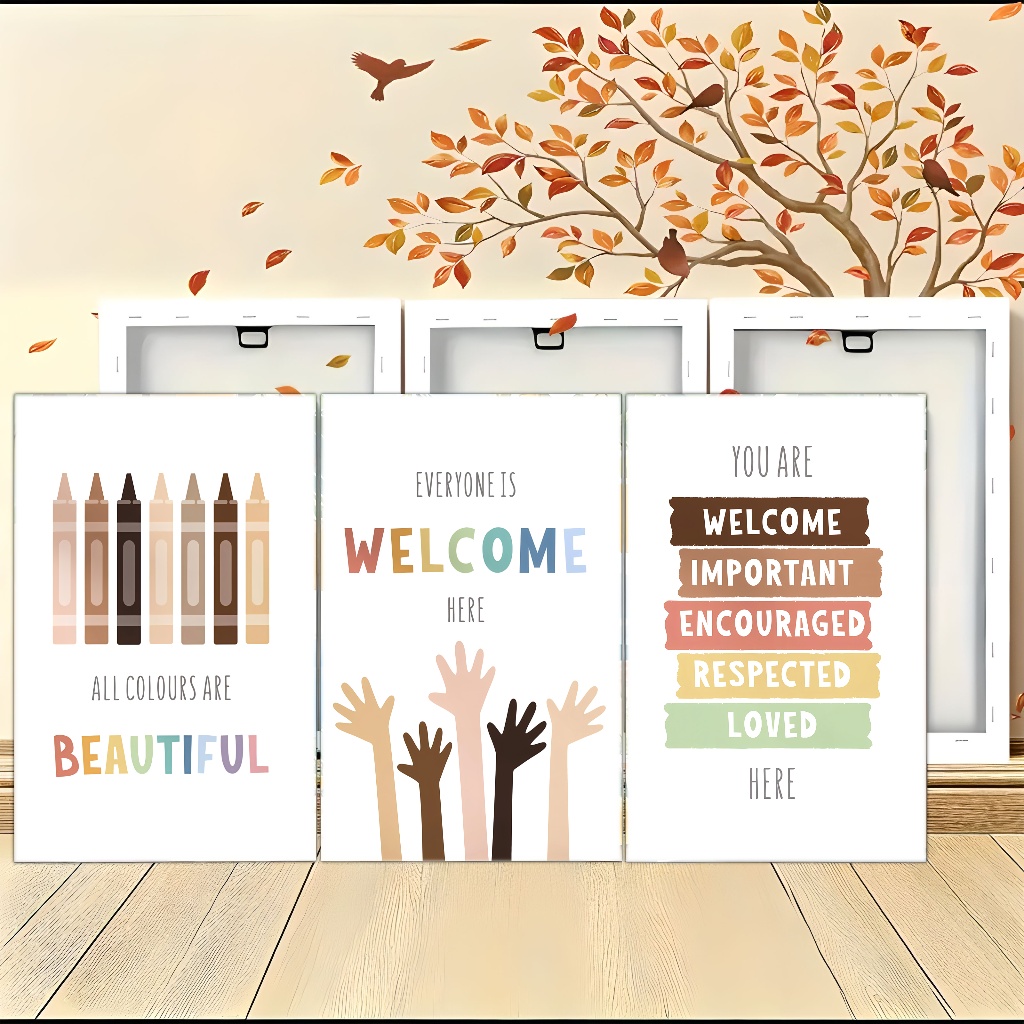 ALL COLOURS ARE
BEAUTIFUL
EVERYONE IS
WELCOME
HERE
YOU ARE
WELCOME
IMPORTANT
ENCOURAGED
RESPECTED
LOVED
HERE